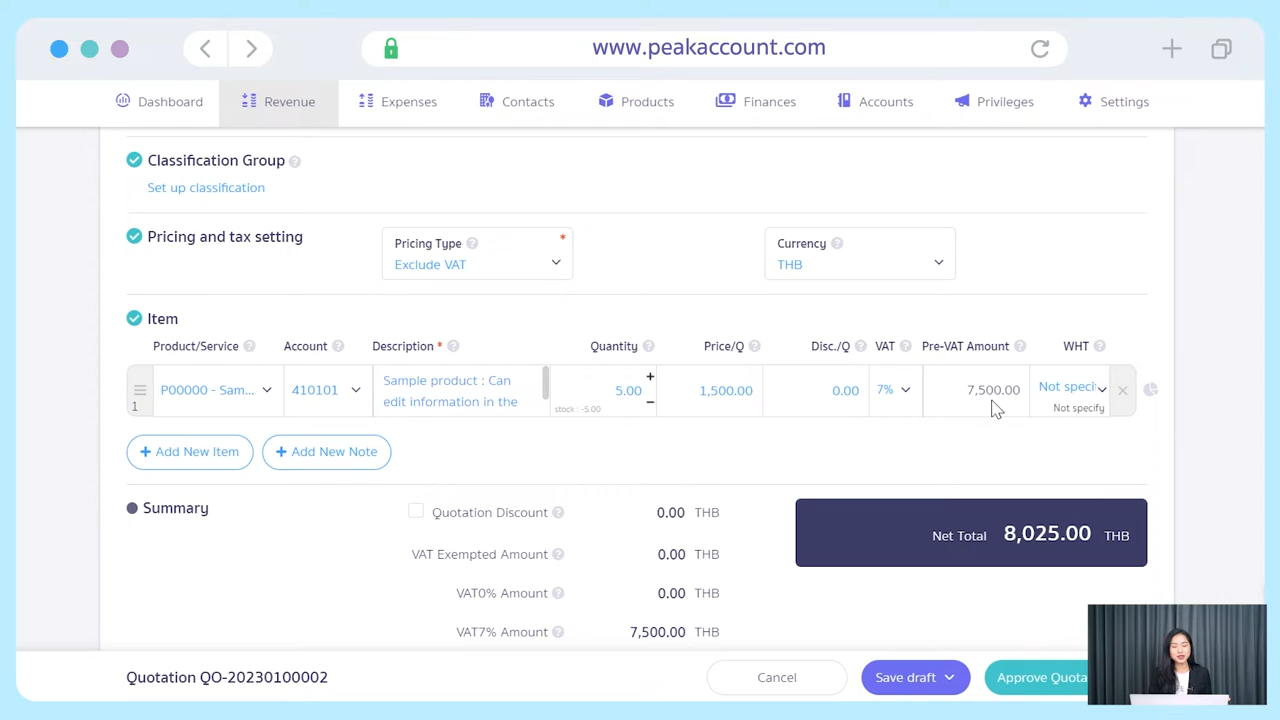 www.peakaccount.com
Dashboard
Revenue
Expenses
Contacts
Products
Finances
Accounts
Privileges
Settings
Classification Group
Set up classification
Pricing and tax setting
Pricing Type *
Exclude VAT
Currency
THB
Item
Product/Service
Account
Description *
Quantity
Price/Q
Disc./Q
VAT
Pre-VAT Amount
WHT
1
P00000 - Sam...
410101
Sample product : Can
edit information in the
5.00
stock : -5.00
1,500.00
0.00
7%
7,500.00
Not speci
Not specify
+ Add New Item
+ Add New Note
Summary
Quotation Discount
0.00 THB
VAT Exempted Amount
0.00 THB
VAT0% Amount
0.00 THB
VAT7% Amount
7,500.00 THB
Net Total 8,025.00 THB
Quotation QO-20230100002
Cancel
Save draft
Approve Quota